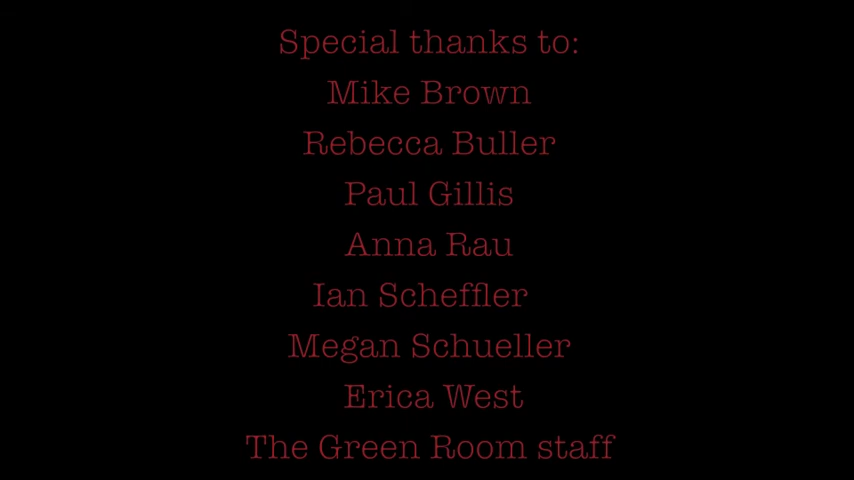 Special thanks to:
Mike Brown
Rebecca Buller
Paul Gillis
Anna Rau
Ian Scheffler
Megan Schueller
Erica West
The Green Room staff